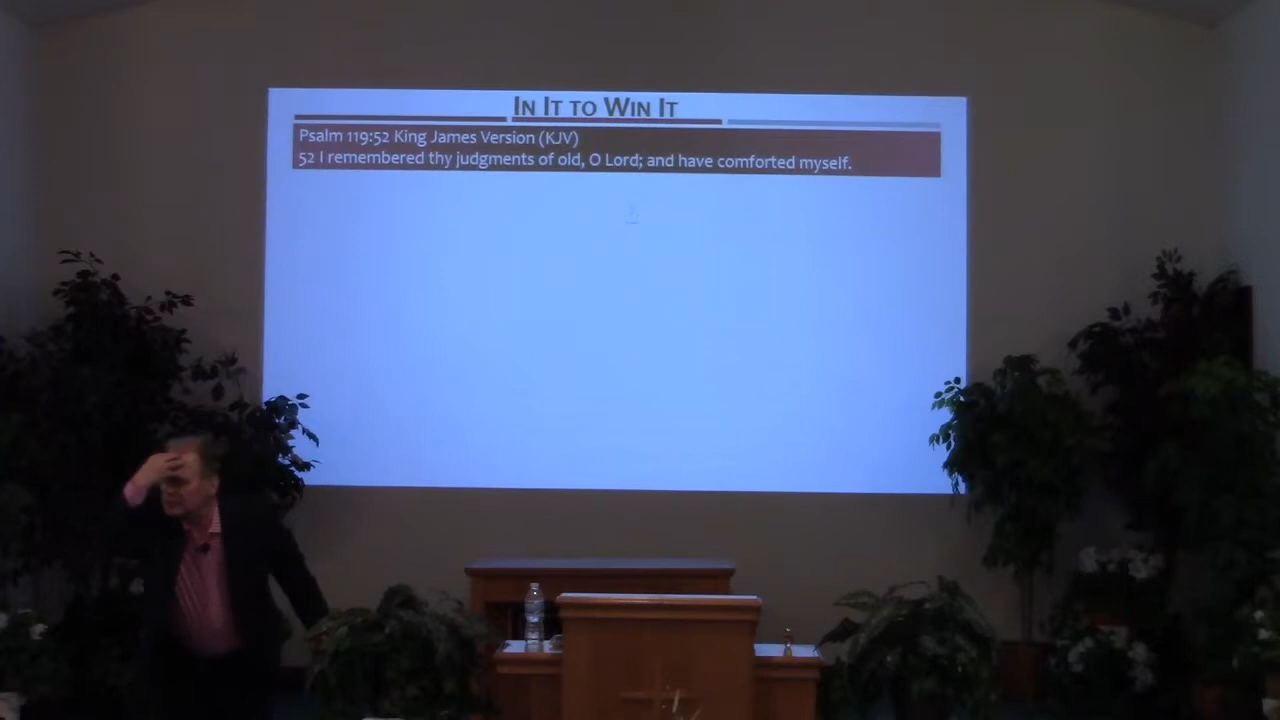 In It to Win It
Psalm 119:52 King James Version (KJV)
52 I remembered thy judgments of old, O Lord; and have comforted myself.